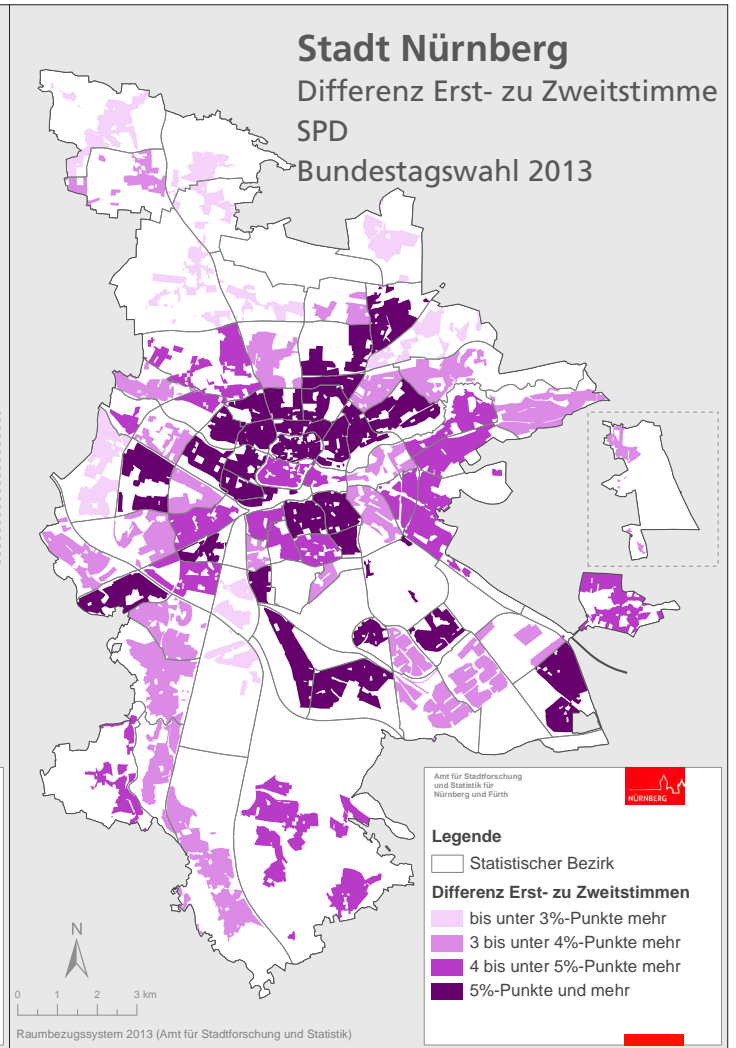 Stadt Nürnberg
Differenz Erst- zu Zweitstimme
SPD
Bundestagswahl 2013
Amt für Stadtforschung
und Statistik für
Nürnberg und Fürth
NÜRNBERG
Legende
Statistischer Bezirk
Differenz Erst- zu Zweitstimmen
bis unter 3%-Punkte mehr
3 bis unter 4%-Punkte mehr
4 bis unter 5%-Punkte mehr
5%-Punkte und mehr
N
0 1 2 3 km
Raumbezugssystem 2013 (Amt für Stadtforschung und Statistik)